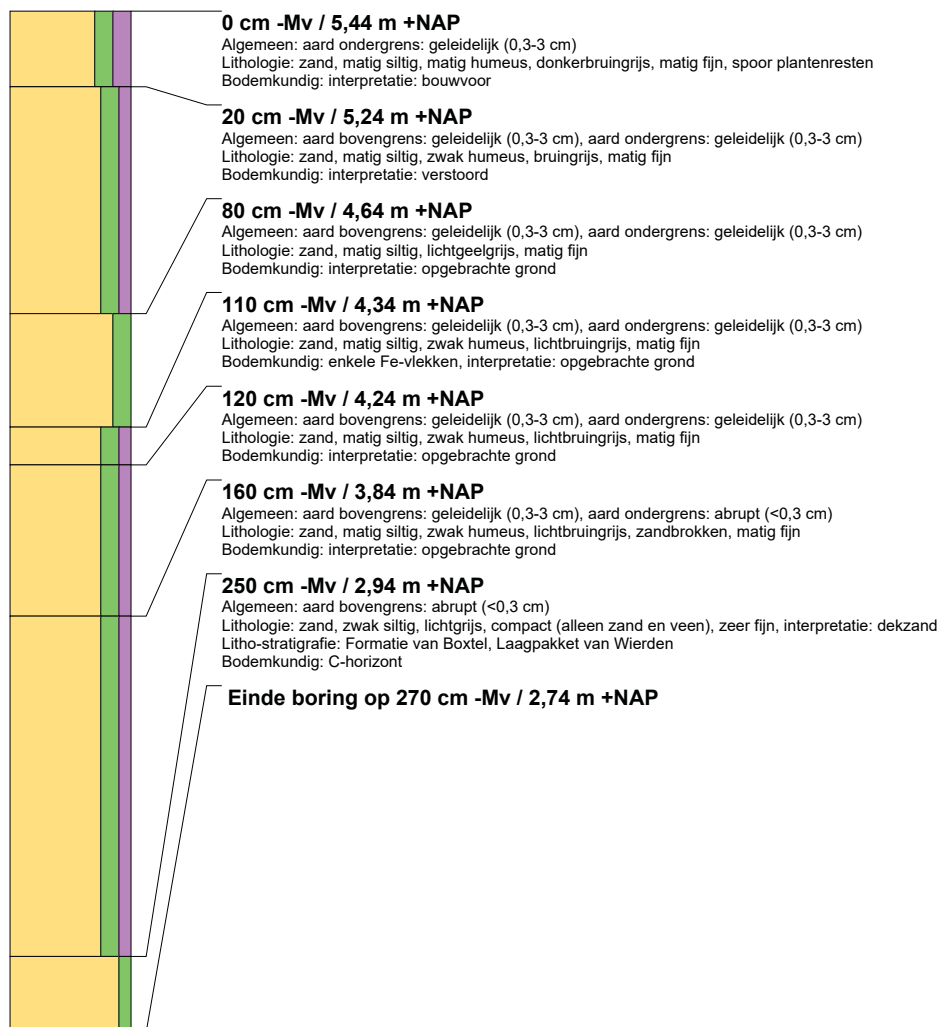 0 cm -Mv / 5,44 m +NAP
Algemeen: aard ondergrens: geleidelijk (0,3-3 cm)
Lithologie: zand, matig siltig, matig humeus, donkerbruingrijs, matig fijn, spoor plantenresten
Bodemkundig: interpretatie: bouwvoor
20 cm -Mv / 5,24 m +NAP
Algemeen: aard bovengrens: geleidelijk (0,3-3 cm), aard ondergrens: geleidelijk (0,3-3 cm)
Lithologie: zand, matig siltig, zwak humeus, bruingrijs, matig fijn
Bodemkundig: interpretatie: verstoord
80 cm -Mv / 4,64 m +NAP
Algemeen: aard bovengrens: geleidelijk (0,3-3 cm), aard ondergrens: geleidelijk (0,3-3 cm)
Lithologie: zand, matig siltig, lichtgeelgrijs, matig fijn
Bodemkundig: interpretatie: opgebrachte grond
110 cm -Mv / 4,34 m +NAP
Algemeen: aard bovengrens: geleidelijk (0,3-3 cm), aard ondergrens: geleidelijk (0,3-3 cm)
Lithologie: zand, matig siltig, zwak humeus, lichtbruingrijs, matig fijn
Bodemkundig: enkele Fe-vlekken, interpretatie: opgebrachte grond
120 cm -Mv / 4,24 m +NAP
Algemeen: aard bovengrens: geleidelijk (0,3-3 cm), aard ondergrens: geleidelijk (0,3-3 cm)
Lithologie: zand, matig siltig, zwak humeus, lichtbruingrijs, matig fijn
Bodemkundig: interpretatie: opgebrachte grond
160 cm -Mv / 3,84 m +NAP
Algemeen: aard bovengrens: geleidelijk (0,3-3 cm), aard ondergrens: abrupt (<0,3 cm)
Lithologie: zand, matig siltig, zwak humeus, lichtbruingrijs, zandbrokken, matig fijn
Bodemkundig: interpretatie: opgebrachte grond
250 cm -Mv / 2,94 m +NAP
Algemeen: aard bovengrens: abrupt (<0,3 cm)
Lithologie: zand, zwak siltig, lichtgrijs, compact (alleen zand en veen), zeer fijn, interpretatie: dekzand
Litho-stratigrafie: Formatie van Boxtel, Laagpakket van Wierden
Bodemkundig: C-horizont
Einde boring op 270 cm -Mv / 2,74 m +NAP